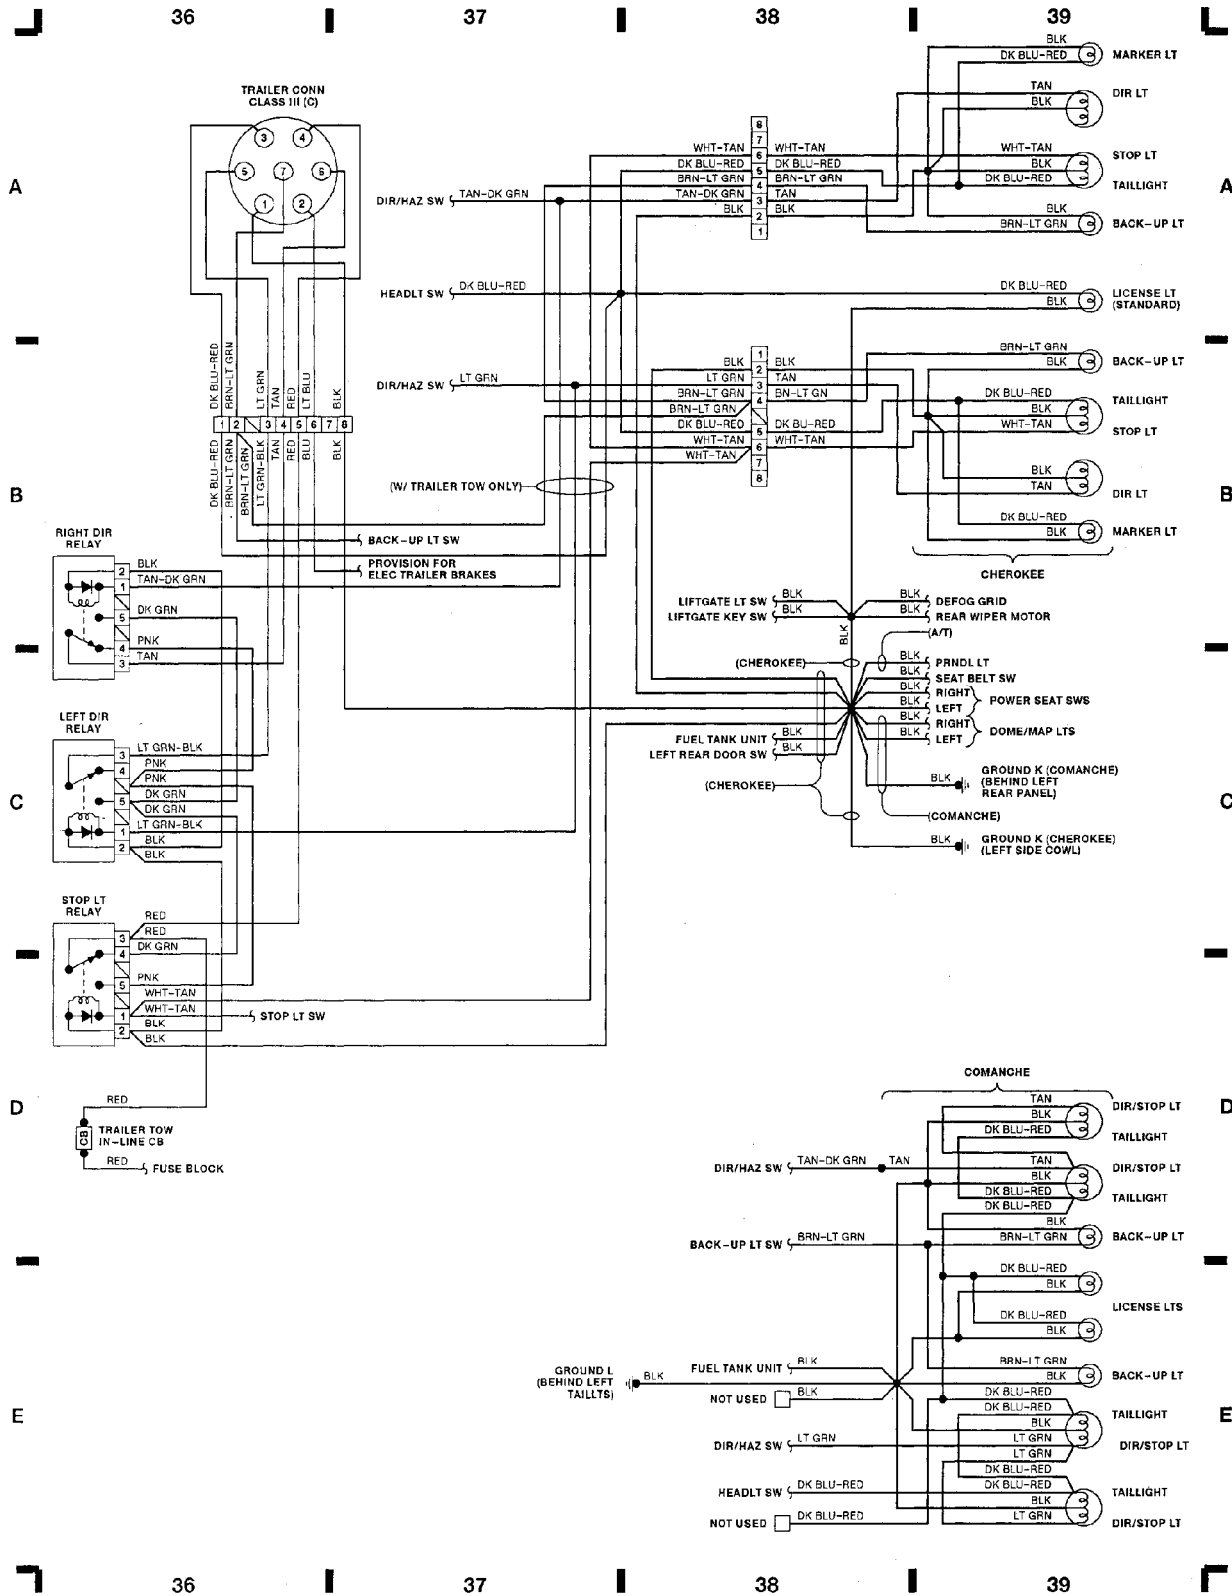 36 37 38 39
A
TRAILER CONN
CLASS III (C)
3 4
5 7 6
1 2
DIR/HAZ SW TAN-DK GRN
HEADLT SW DK BLU-RED
DIR/HAZ SW LT GRN
8
7
WHT-TAN 6 WHT-TAN
DK BLU-RED 5 DK BLU-RED
BRN-LT GRN 4 BRN-LT GRN
TAN-DK GRN 3 TAN
BLK 2 BLK
1
BLK
DK BLU-RED
MARKER LT
TAN
BLK
DIR LT
WHT-TAN
BLK
DK BLU-RED
STOP LT
TAILLIGHT
BLK
BRN-LT GRN
BACK-UP LT
A
DK BLU-RED
BLK
LICENSE LT
(STANDARD)
1
BLK 2 BLK
LT GRN 3 TAN
BRN-LT GRN 4 BN-LT GN
BRN-LT GRN
DK BLU-RED 5 DK BU-RED
WHT-TAN 6 WHT-TAN
WHT-TAN 7
8
BRN-LT GRN
BLK
BACK-UP LT
DK BLU-RED
BLK
WHT-TAN
TAILLIGHT
STOP LT
BLK
TAN
DIR LT
DK BLU-RED
BLK
MARKER LT
CHEROKEE
B
DK BLU-RED
BRN-LT GRN
LT GRN
TAN
RED
LT BLU
BLK
1 2 3 4 5 6 7 8
DK BLU-RED
BRN-LT GRN
BRN-LT GRN
LT GRN-BLK
TAN
RED
BLU
BLK
(W/ TRAILER TOW ONLY)
BACK-UP LT SW
PROVISION FOR
ELEC TRAILER BRAKES
B
RIGHT DIR
RELAY
2 BLK
1 TAN-DK GRN
5 DK GRN
4 PNK
3 TAN
LIFTGATE LT SW BLK
LIFTGATE KEY SW BLK
BLK DEFOG GRID
BLK REAR WIPER MOTOR
BLK
(A/T)
(CHEROKEE)
BLK PRNDL LT
BLK SEAT BELT SW
BLK RIGHT
BLK LEFT
POWER SEAT SWS
BLK RIGHT
BLK LEFT
DOME/MAP LTS
FUEL TANK UNIT BLK
LEFT REAR DOOR SW BLK
(CHEROKEE)
BLK
GROUND K (COMANCHE)
(BEHIND LEFT
REAR PANEL)
(COMANCHE)
BLK
GROUND K (CHEROKEE)
(LEFT SIDE COWL)
C C
LEFT DIR
RELAY
3 LT GRN-BLK
4 PNK
PNK
5 DK GRN
DK GRN
1 LT GRN-BLK
2 BLK
BLK
STOP LT
RELAY
RED
3 RED
4 DK GRN
5 PNK
WHT-TAN
1 WHT-TAN
STOP LT SW
2 BLK
BLK
D
RED
CB
TRAILER TOW
IN-LINE CB
RED
FUSE BLOCK
COMANCHE
D
TAN
BLK
DK BLU-RED
DIR/STOP LT
TAILLIGHT
DIR/HAZ SW TAN-DK GRN TAN
TAN
BLK
DK BLU-RED
DK BLU-RED
DIR/STOP LT
TAILLIGHT
BLK
BACK-UP LT SW BRN-LT GRN BRN-LT GRN
BACK-UP LT
DK BLU-RED
BLK
LICENSE LTS
DK BLU-RED
BLK
GROUND L
(BEHIND LEFT
TAILLTS)
BLK
FUEL TANK UNIT BLK
NOT USED BLK
BRN-LT GRN
BLK
BACK-UP LT
E E
DK BLU-RED
DK BLU-RED
BLK
TAILLIGHT
DIR/HAZ SW LT GRN LT GRN
LT GRN
DIR/STOP LT
DK BLU-RED
HEADLT SW DK BLU-RED DK BLU-RED
TAILLIGHT
BLK
NOT USED DK BLU-RED
LT GRN
DIR/STOP LT
36 37 38 39